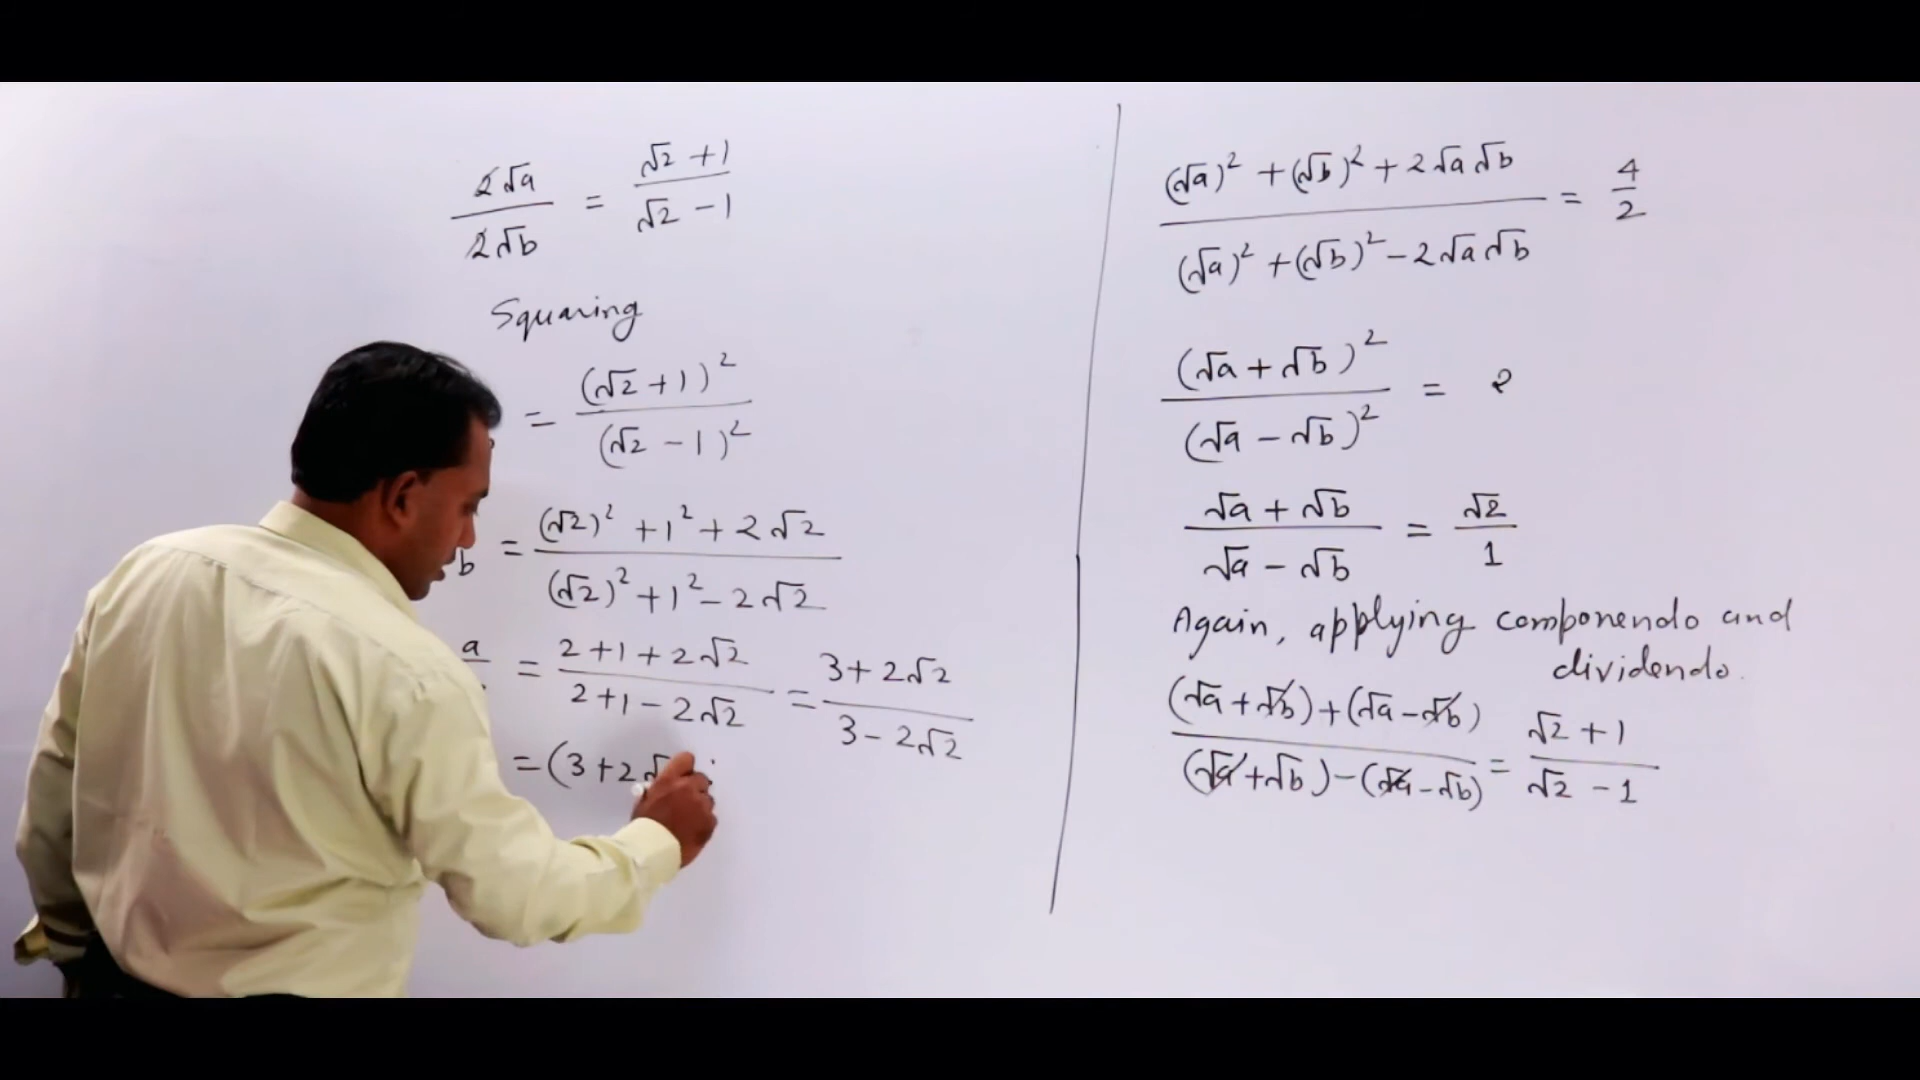 2√a / 2√b = √2 + 1 / √2 - 1
Squaring
= (√2 + 1)² / (√2 - 1)²
b = (√2)² + 1² + 2√2 / (√2)² + 1² - 2√2
a = 2 + 1 + 2√2 / 2 + 1 - 2√2 = 3 + 2√2 / 3 - 2√2
= (3 + 2√
(√a)² + (√b)² + 2√a√b / (√a)² + (√b)² - 2√a√b = 4/2
(√a + √b)² / (√a - √b)² = 2
√a + √b / √a - √b = √2 / 1
Again, applying componendo and
dividendo.
(√a + √b) + (√a - √b) / (√a + √b) - (√a - √b) = √2 + 1 / √2 - 1